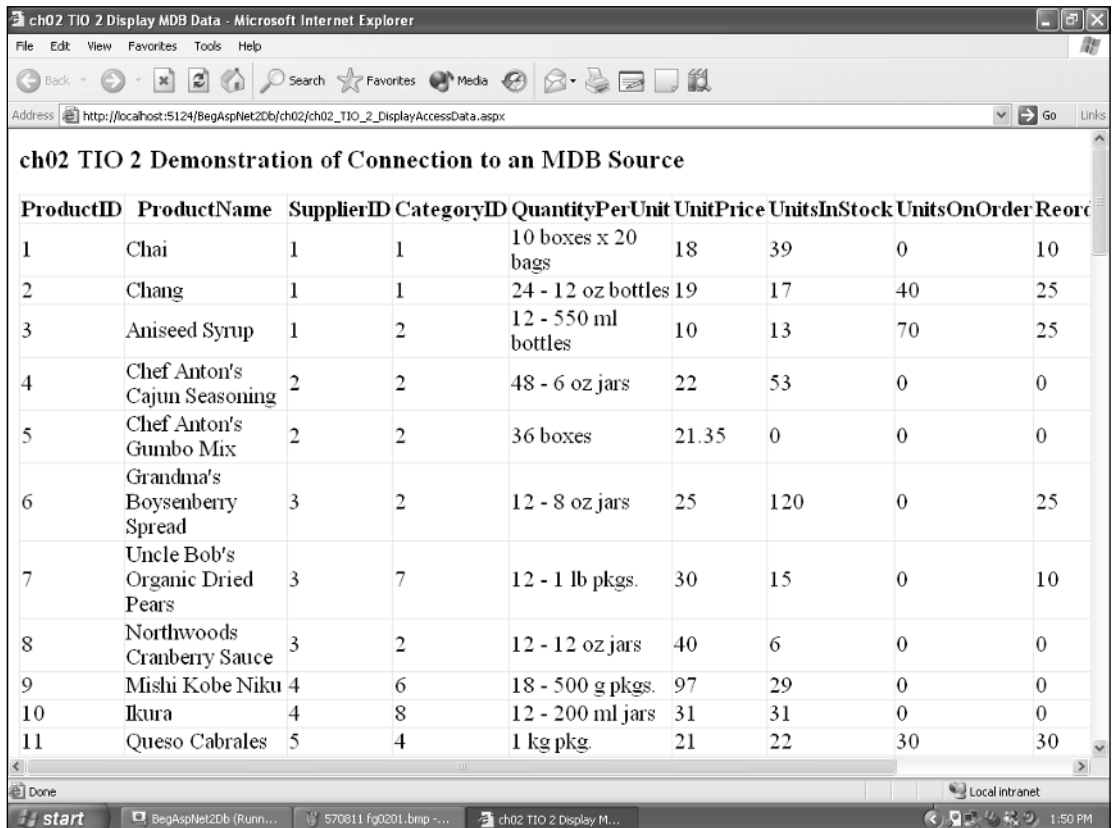 ch02 TIO 2 Display MDB Data - Microsoft Internet Explorer
File Edit View Favorites Tools Help
Back Search Favorites Media
Address http://localhost:5124/BegAspNet2Db/ch02/ch02_TIO_2_DisplayAccessData.aspx Go Links
ch02 TIO 2 Demonstration of Connection to an MDB Source
ProductID ProductName SupplierID CategoryID QuantityPerUnit UnitPrice UnitsInStock UnitsOnOrder Reord
1 Chai 1 1 10 boxes x 20 bags 18 39 0 10
2 Chang 1 1 24 - 12 oz bottles 19 17 40 25
3 Aniseed Syrup 1 2 12 - 550 ml bottles 10 13 70 25
4 Chef Anton's Cajun Seasoning 2 2 48 - 6 oz jars 22 53 0 0
5 Chef Anton's Gumbo Mix 2 2 36 boxes 21.35 0 0 0
6 Grandma's Boysenberry Spread 3 2 12 - 8 oz jars 25 120 0 25
7 Uncle Bob's Organic Dried Pears 3 7 12 - 1 lb pkgs. 30 15 0 10
8 Northwoods Cranberry Sauce 3 2 12 - 12 oz jars 40 6 0 0
9 Mishi Kobe Niku 4 6 18 - 500 g pkgs. 97 29 0 0
10 Ikura 4 8 12 - 200 ml jars 31 31 0 0
11 Queso Cabrales 5 4 1 kg pkg. 21 22 30 30
Done Local intranet
start BegAspNet2Db (Runn... 570811 fg0201.bmp -... ch02 TIO 2 Display M... 1:50 PM